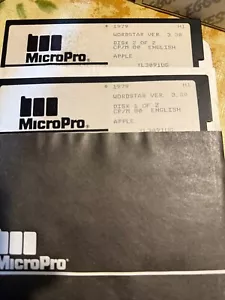 © 1979
WORDSTAR VER. 3.30
DISK 2 OF 2
CP/M 80 ENGLISH
APPLE
MicroPro®
© 1979
WORDSTAR VER. 3.30
DISK 1 OF 2
CP/M 80 ENGLISH
APPLE
MicroPro®
MicroPro®